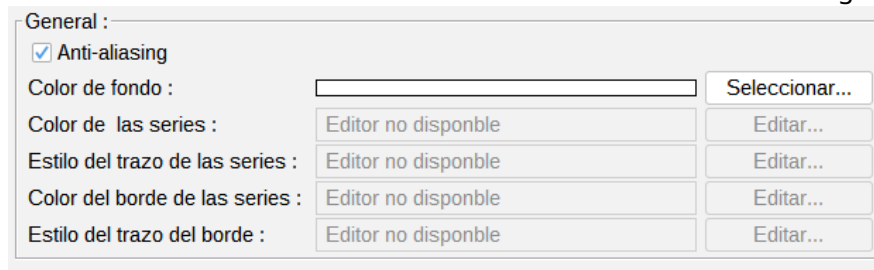 General :
Anti-aliasing
Color de fondo : Seleccionar...
Color de las series : Editor no disponble Editar...
Estilo del trazo de las series : Editor no disponble Editar...
Color del borde de las series : Editor no disponble Editar...
Estilo del trazo del borde : Editor no disponble Editar...